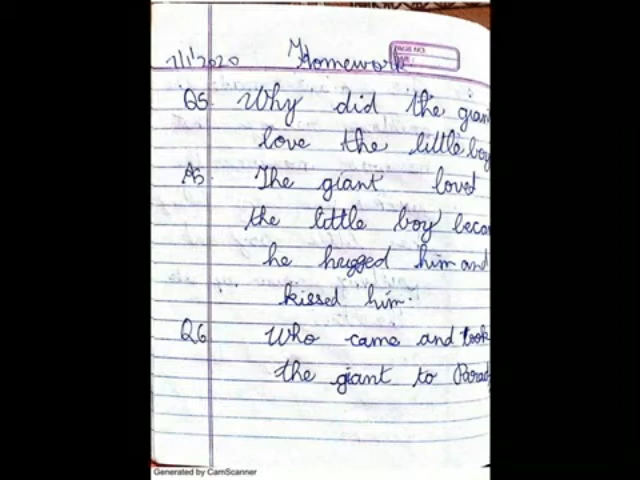 7/1/2020 Homework
PAGE NO.
Q5 Why did the gian
love the little boy
A5 The giant loved
the little boy becau
he hugged him and
kissed him.
Q6 Who came and took
the giant to Parad
Generated by CamScanner